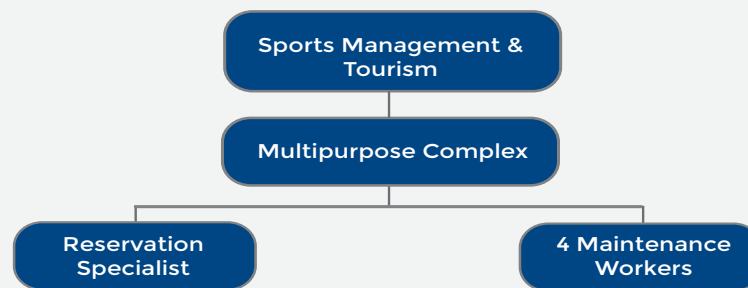 Sports Management &
Tourism
Multipurpose Complex
Reservation
Specialist
4 Maintenance
Workers